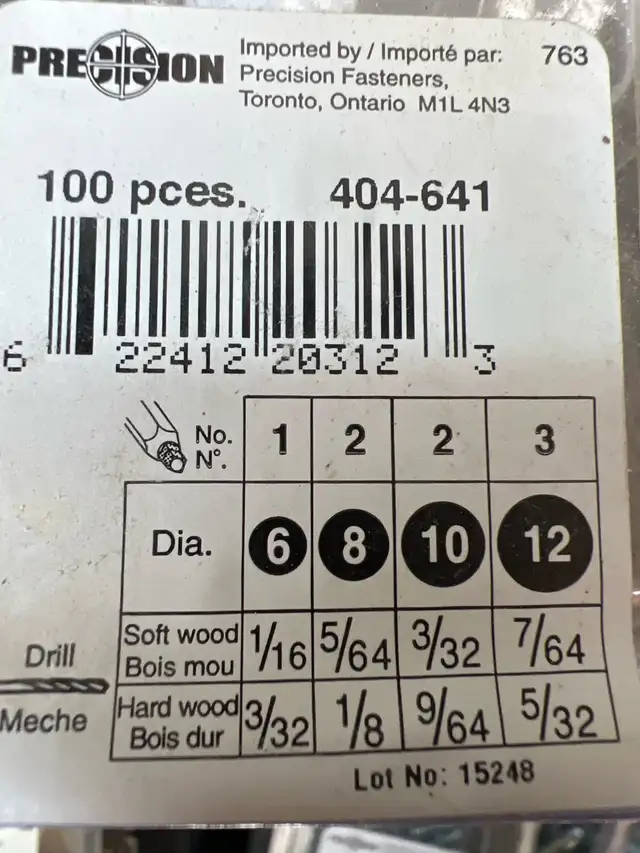 PRECISION
Imported by / Importé par: 763
Precision Fasteners,
Toronto, Ontario M1L 4N3
100 pces. 404-641
6 22412 20312 3
No. 1 2 2 3
N°.
Dia. 6 8 10 12
Drill Soft wood 1/16 5/64 3/32 7/64
Bois mou
Meche Hard wood 3/32 1/8 9/64 5/32
Bois dur
Lot No: 15248